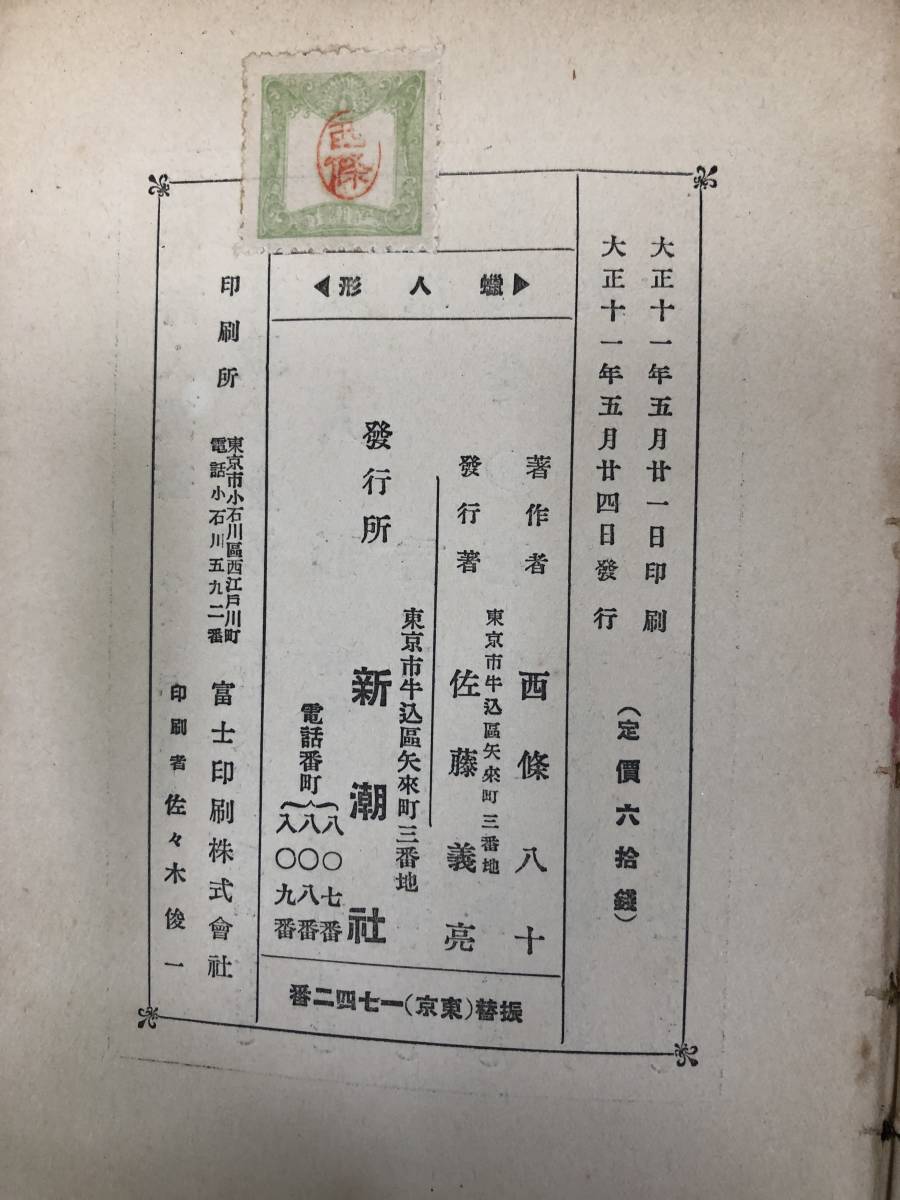 大正十一年五月廿一日印刷
大正十一年五月廿四日發行
(定價六拾錢)
蠟人形
著作者 西條八十
發行著 東京市牛込區矢來町三番地 佐藤義亮
發行所
東京市牛込區矢來町三番地
新潮社
電話番町
八〇七番
八〇八番
八〇九番
振替(東京)一七四二番
印刷所
東京市小石川區西江戸川町
電話小石川五九二番
富士印刷株式會社
印刷者 佐々木俊一
西條